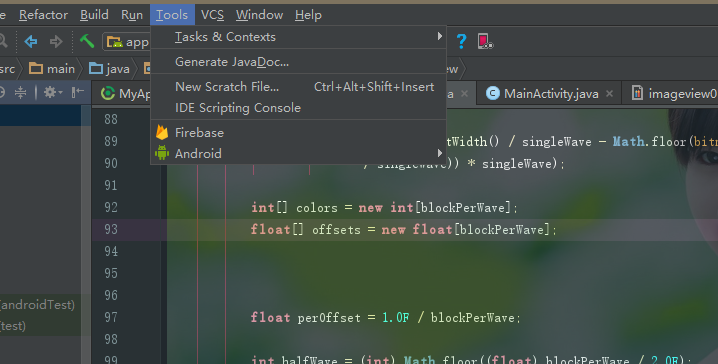 Refactor Build Run Tools VCS Window Help
app
Tasks & Contexts
src main java
Generate JavaDoc...
New Scratch File... Ctrl+Alt+Shift+Insert
MainActivity.java imageview0
IDE Scripting Console
88
Firebase
89 Width() / singleWave - Math.floor(
Android
90 / singleWave)) * singleWave);
91
92 int[] colors = new int[blockPerWave];
93 float[] offsets = new float[blockPerWave];
94
95
96
(androidTest)
97 float perOffset = 1.0F / blockPerWave;
(test)
98
99 int halfWave = (int) Math.floor((float) blockPerWave / 2.0F);